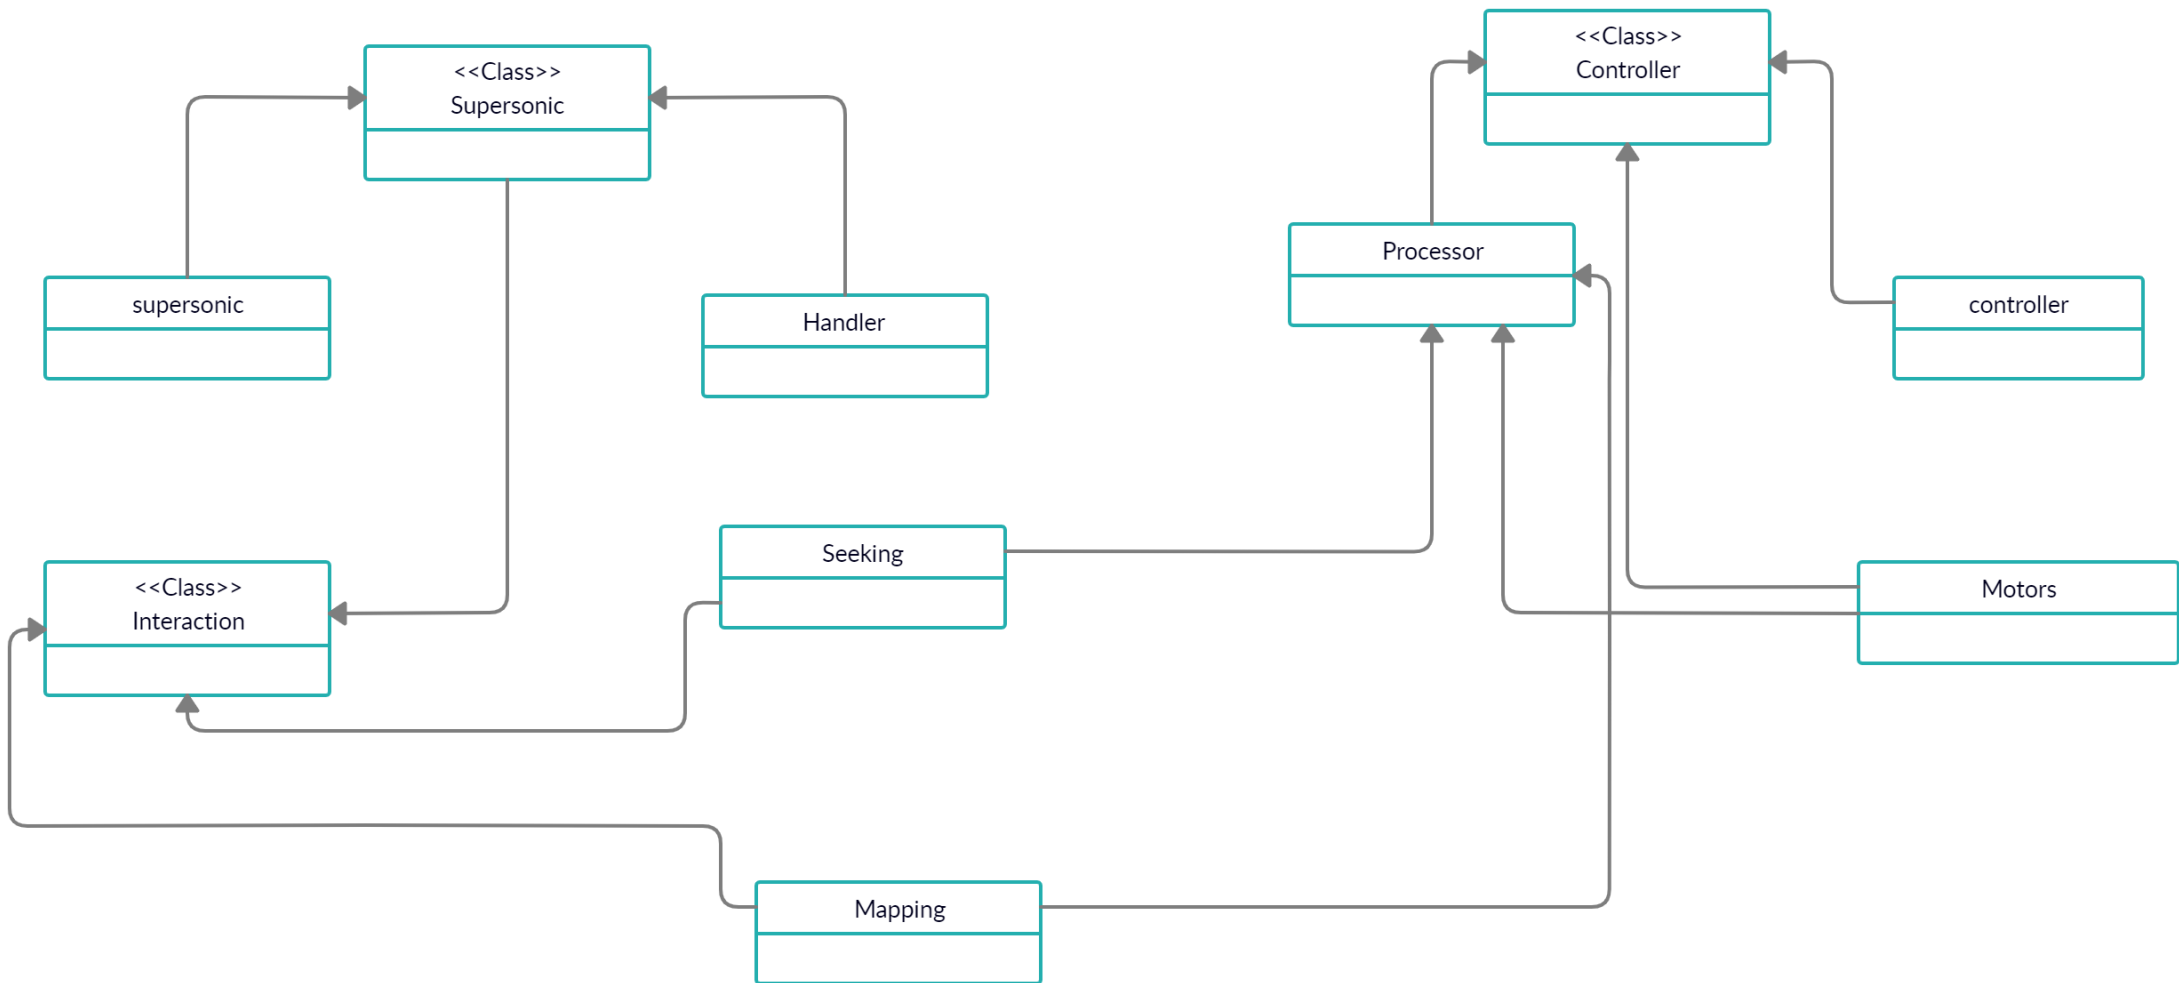 <<Class>>
Supersonic
<<Class>>
Controller
Processor
supersonic
Handler
controller
<<Class>>
Interaction
Seeking
Motors
Mapping